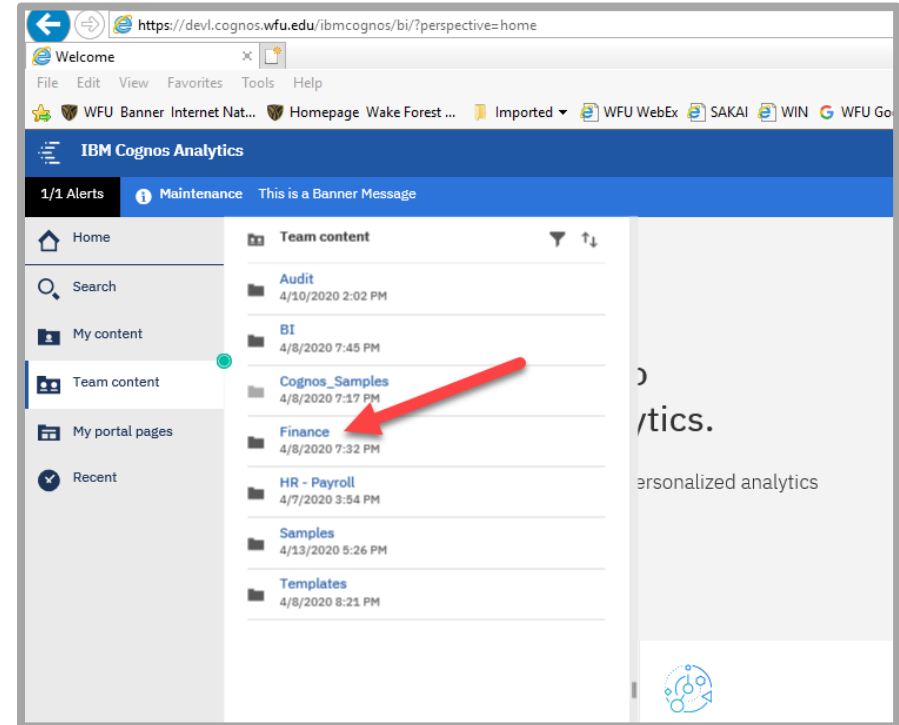 https://devl.cognos.wfu.edu/ibmcognos/bi/?perspective=home
Welcome
File Edit View Favorites Tools Help
WFU Banner Internet Nat... Homepage Wake Forest ... Imported WFU WebEx SAKAI WIN WFU Goo
IBM Cognos Analytics
1/1 Alerts Maintenance This is a Banner Message
Home
Search
My content
Team content
My portal pages
Recent
Team content
Audit
4/10/2020 2:02 PM
BI
4/8/2020 7:45 PM
Cognos_Samples
4/8/2020 7:17 PM
Finance
4/8/2020 7:32 PM
HR - Payroll
4/7/2020 3:54 PM
Samples
4/13/2020 5:26 PM
Templates
4/8/2020 8:21 PM
ytics.
ersonalized analytics